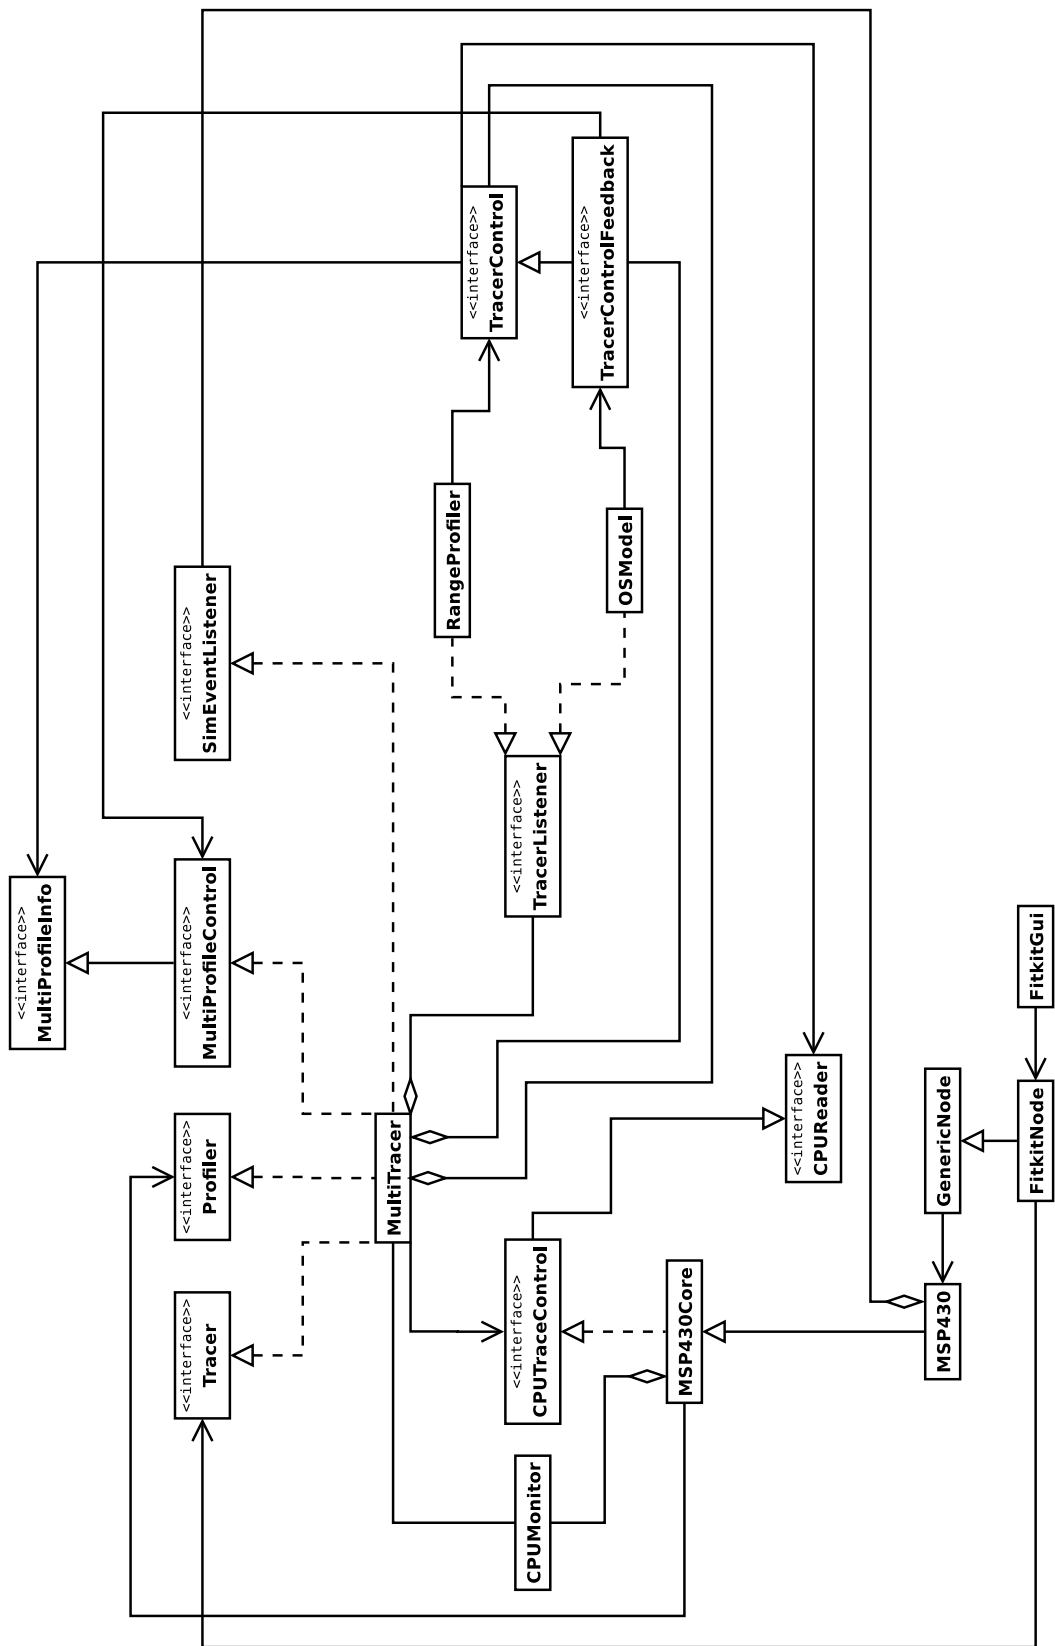 <<interface>>
MultiProfileInfo
<<interface>>
SimEventListener
<<interface>>
MultiProfileControl
<<interface>>
Profiler
<<interface>>
Tracer
MultiTracer
RangeProfiler
<<interface>>
TracerControl
<<interface>>
TracerListener
<<interface>>
CPUTraceControl
CPUMonitor
<<interface>>
TracerControlFeedback
OSModel
MSP430Core
<<interface>>
CPUReader
GenericNode
MSP430
FitkitGui
FitkitNode